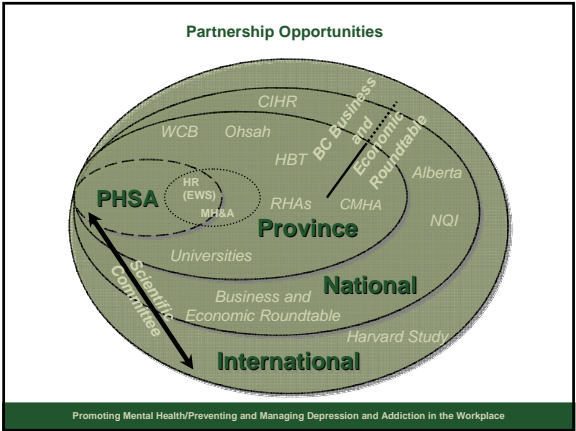 Partnership Opportunities
CIHR
BC Business
and
Economic
Roundtable
WCB
Ohsah
HBT
Alberta
HR
(EWS)
MH&A
PHSA
RHAs
CMHA
NQI
Province
Universities
Scientific
Committee
National
Business and
Economic Roundtable
Harvard Study
International
Promoting Mental Health/Preventing and Managing Depression and Addiction in the Workplace